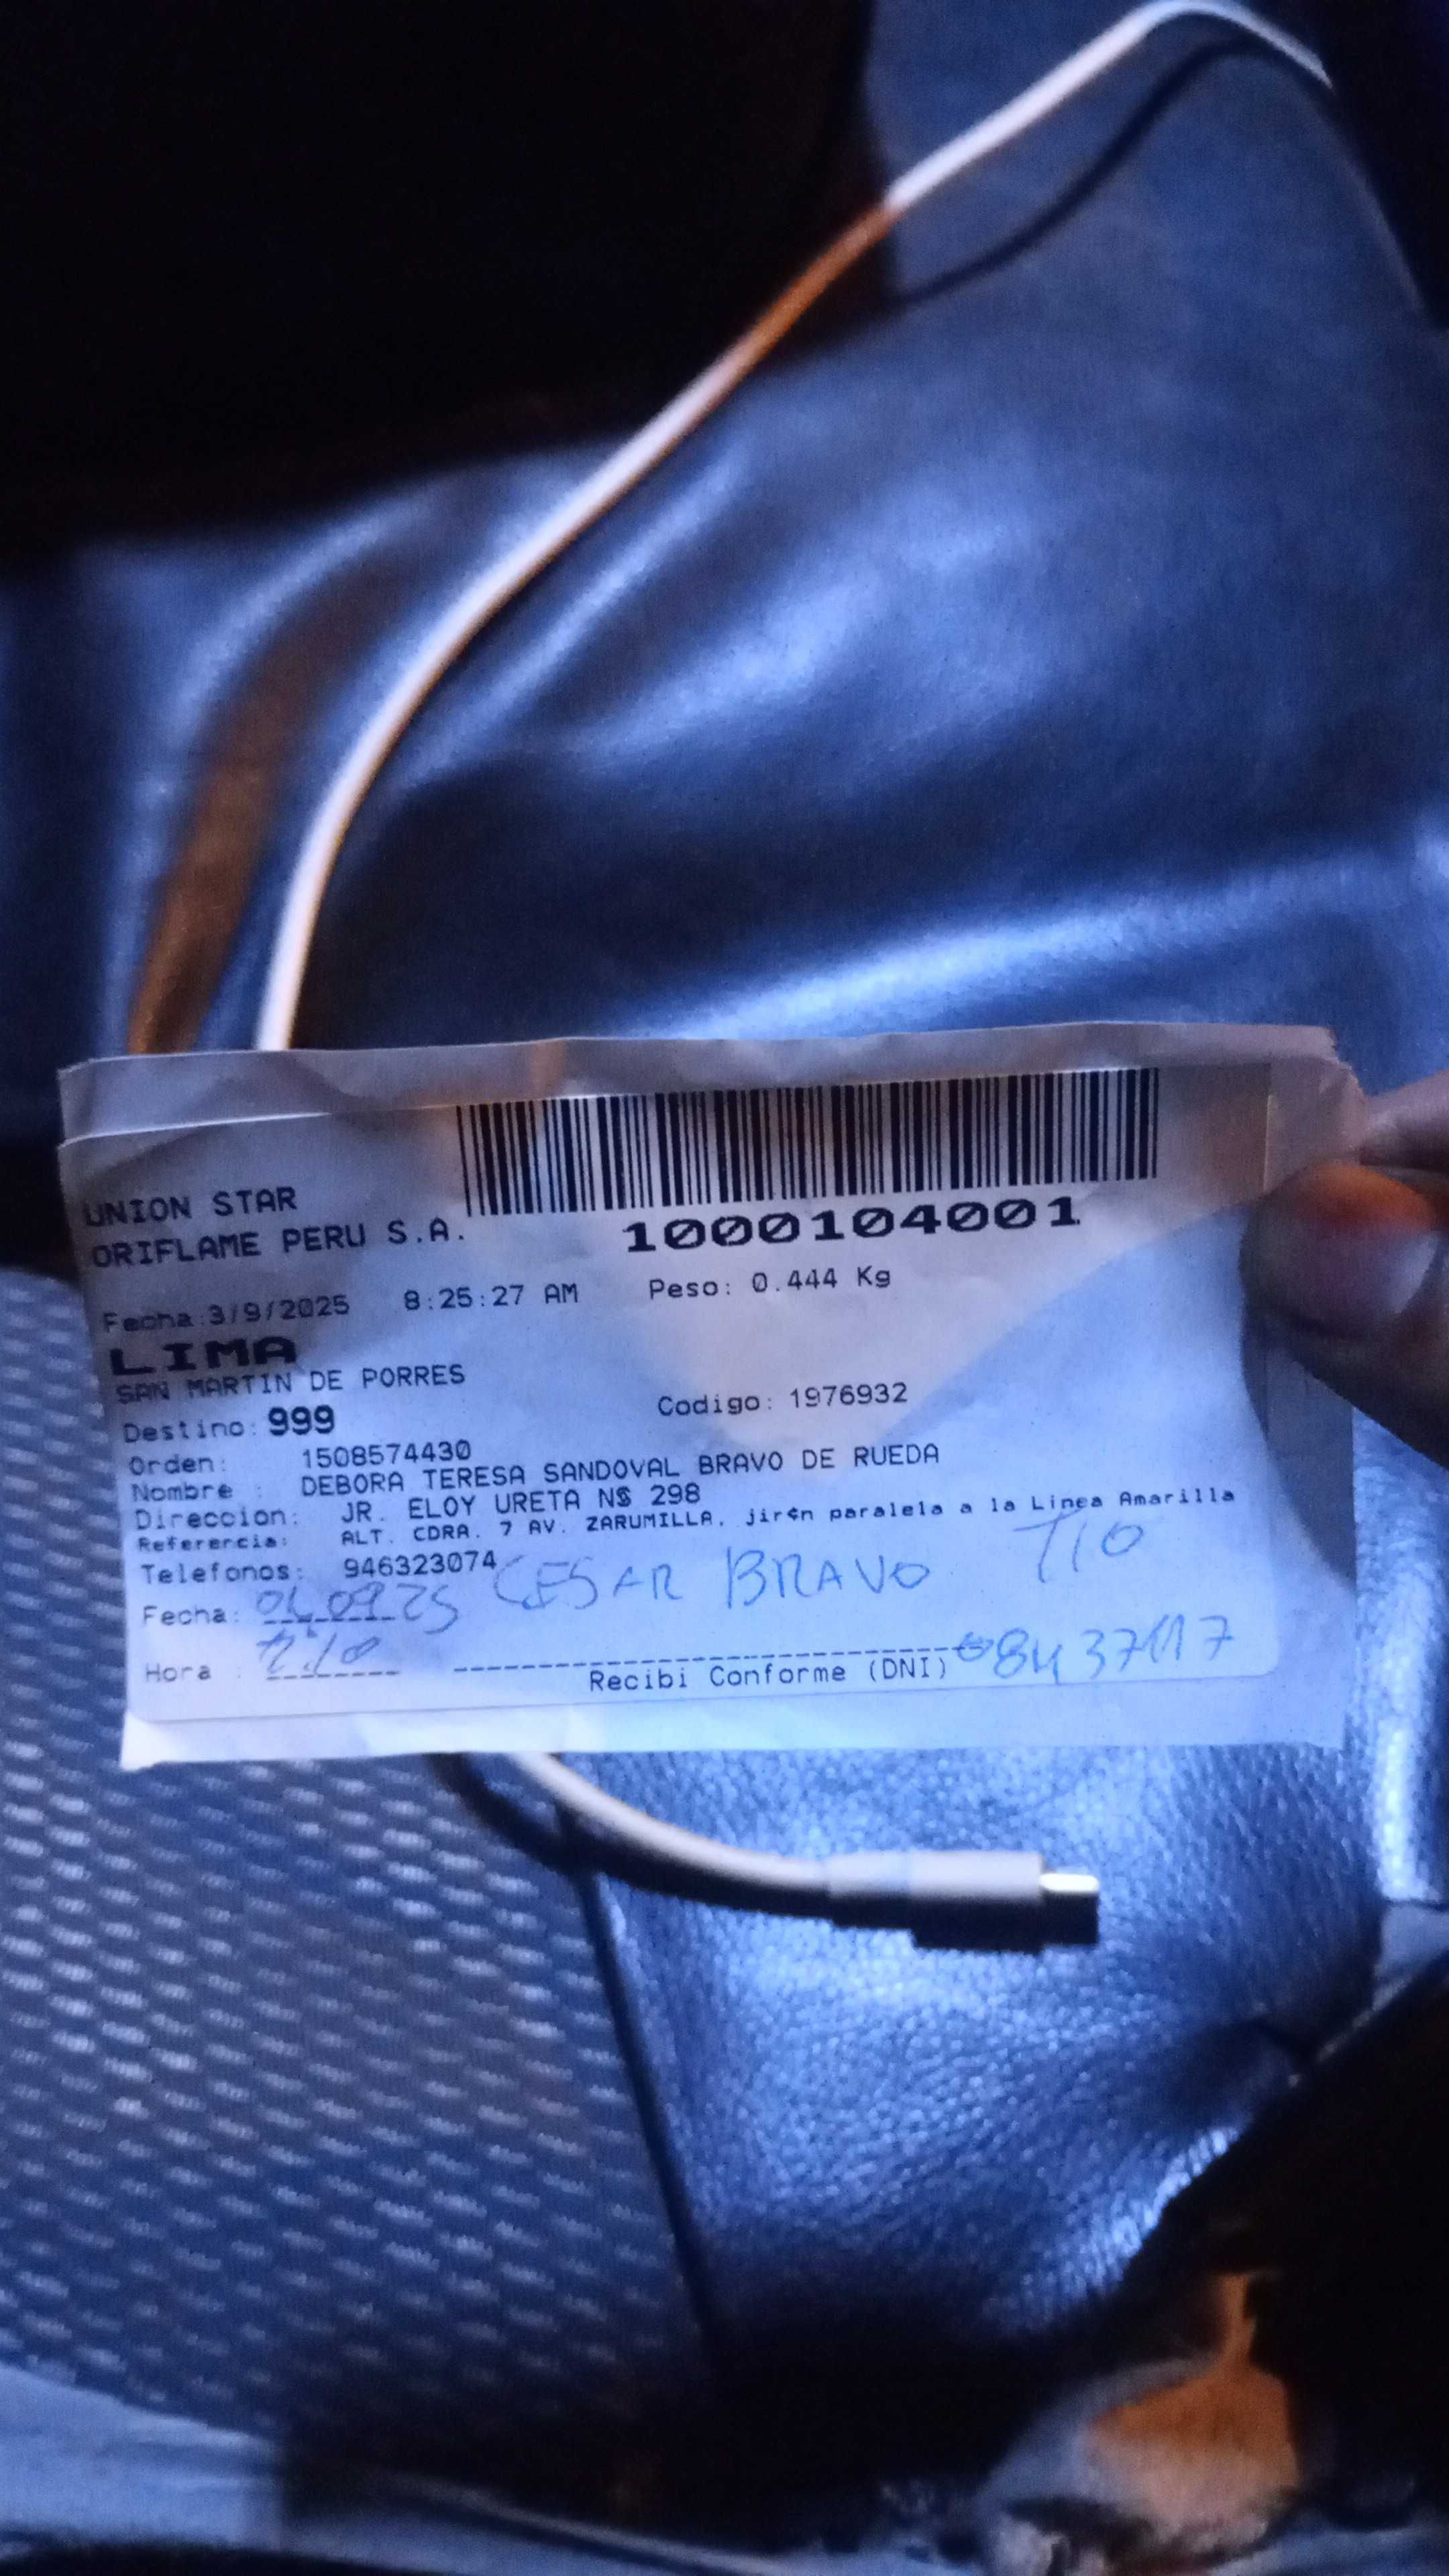 UNION STAR
ORIFLAME PERU S.A.
1000104001
Fecha:3/9/2025 8:25:27 AM Peso: 0.444 Kg
LIMA
SAN MARTIN DE PORRES
Destino: 999 Codigo: 1976932
Orden: 1508574430
Nombre : DEBORA TERESA SANDOVAL BRAVO DE RUEDA
Direccion: JR. ELOY URETA N$ 298
Referencia: ALT. CDRA. 7 AV. ZARUMILLA, jir¢n paralela a la Linea Amarilla
Telefonos: 946323074 CESAR BRAVO TIO
Fecha:
Hora :
Recibi Conforme (DNI)